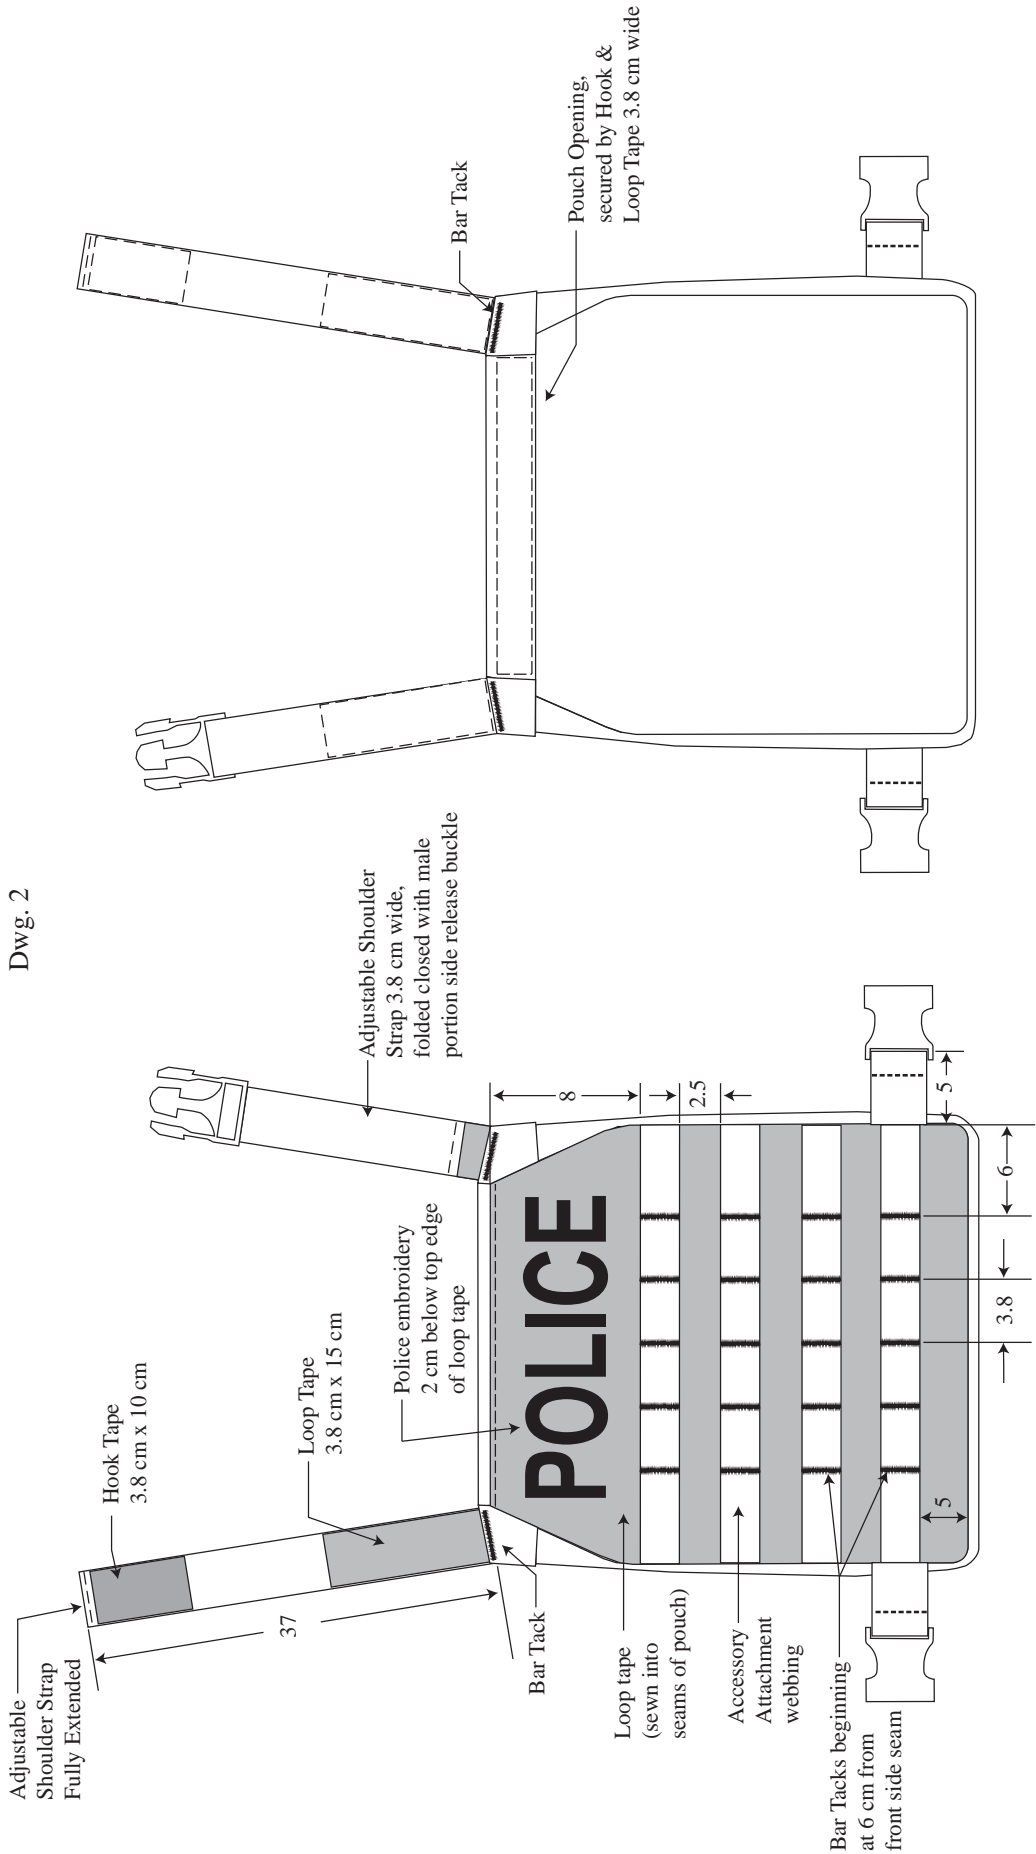 Dwg. 2
Adjustable
Shoulder Strap
Fully Extended
Hook Tape
3.8 cm x 10 cm
Loop Tape
3.8 cm x 15 cm
37
Bar Tack
Police embroidery
2 cm below top edge
of loop tape
Adjustable Shoulder
Strap 3.8 cm wide,
folded closed with male
portion side release buckle
POLICE
8
2.5
Loop tape
(sewn into
seams of pouch)
Accessory
Attachment
webbing
Bar Tacks beginning
at 6 cm from
front side seam
5
3.8
6
5
Bar Tack
Pouch Opening,
secured by Hook &
Loop Tape 3.8 cm wide